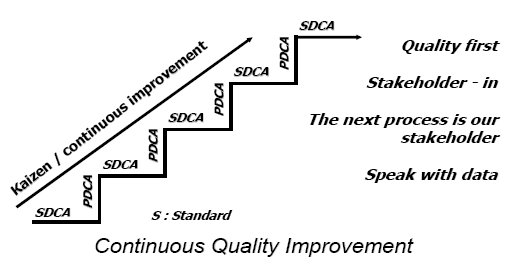 SDCA
Quality first
PDCA
Kaizen / continuous improvement
SDCA
Stakeholder - in
PDCA
SDCA
The next process is our
stakeholder
PDCA
SDCA
Speak with data
PDCA
SDCA
S : Standard
Continuous Quality Improvement